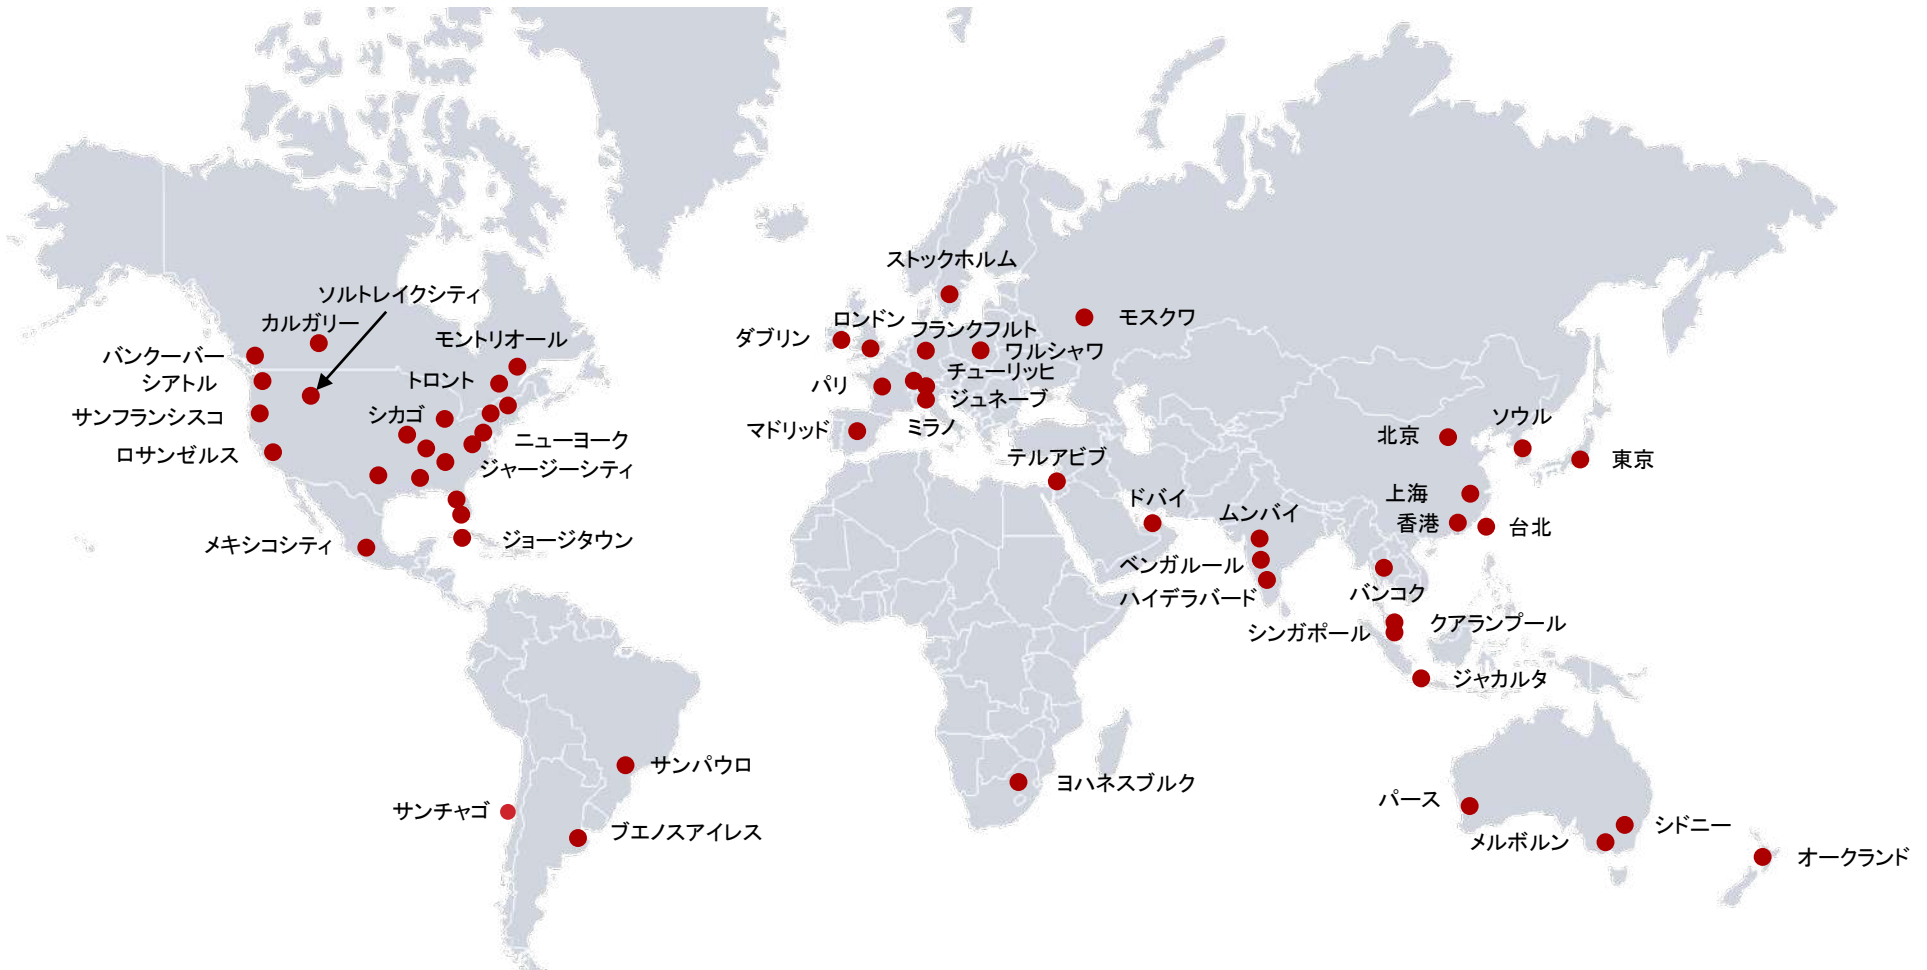 ソルトレイクシティ
カルガリー
モントリオール
バンクーバー
シアトル
トロント
サンフランシスコ
シカゴ
ロサンゼルス
ニューヨーク
ジャージーシティ
メキシコシティ
ジョージタウン
サンパウロ
サンチャゴ
ブエノスアイレス
ストックホルム
ロンドン
ダブリン
フランクフルト
モスクワ
ワルシャワ
チューリッヒ
パリ
ジュネーブ
マドリッド
ミラノ
テルアビブ
ドバイ
ムンバイ
ベンガルール
ハイデラバード
ヨハネスブルク
ソウル
北京
東京
上海
香港
台北
バンコク
クアランプール
シンガポール
ジャカルタ
パース
シドニー
メルボルン
オークランド